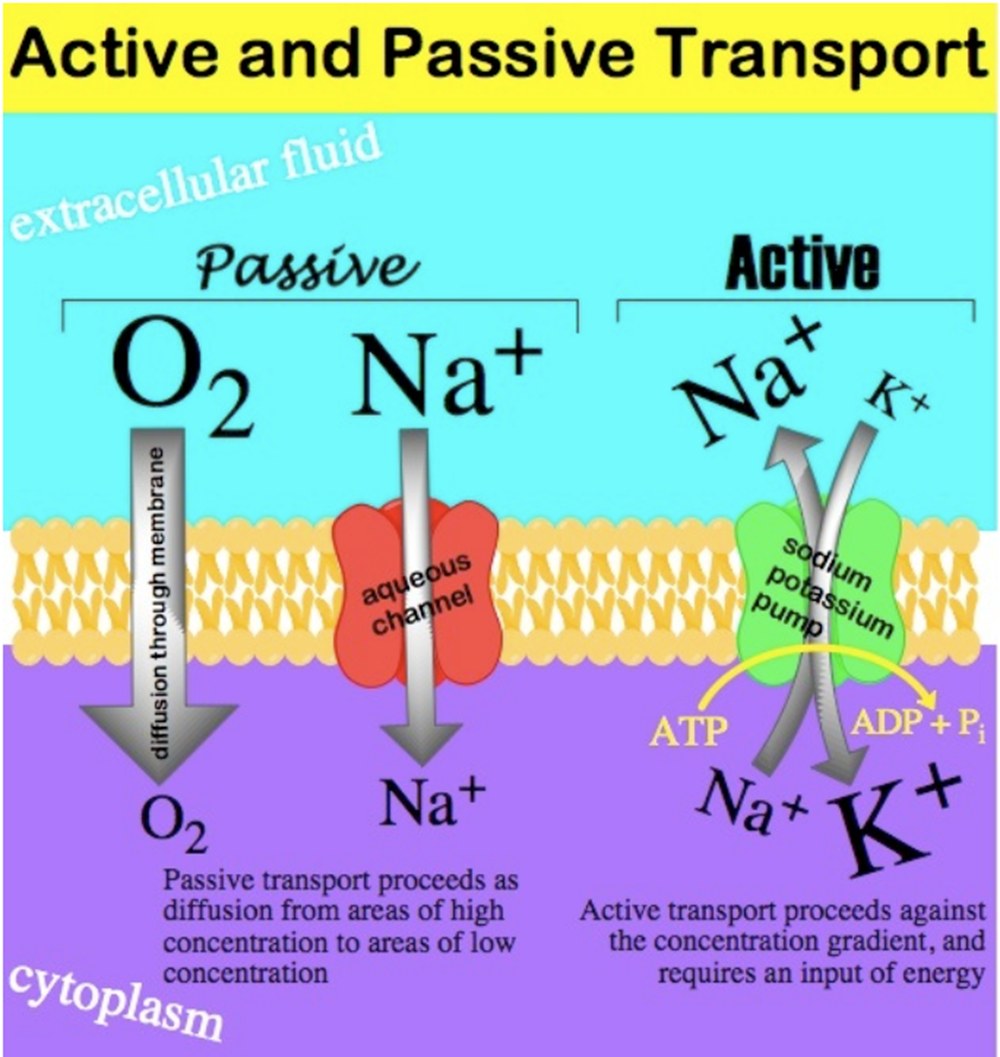 Active and Passive Transport
extracellular fluid
Passive
Active
O₂
Na⁺
Na⁺
K⁺
diffusion through membrane
aqueous
channel
sodium
potassium
pump
ATP
ADP + Pᵢ
O₂
Na⁺
Na⁺
K⁺
Passive transport proceeds as
diffusion from areas of high
concentration to areas of low
concentration
Active transport proceeds against
the concentration gradient, and
requires an input of energy
cytoplasm